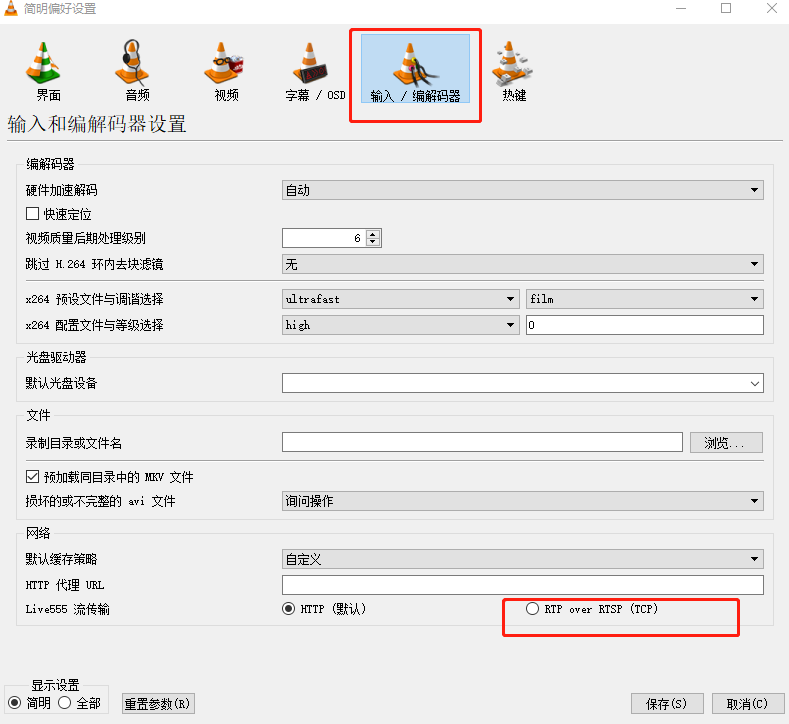 简明偏好设置
界面 音频 视频 字幕 / OSD 输入 / 编解码器 热键
输入和编解码器设置
编解码器
硬件加速解码 自动
快速定位
视频质量后期处理级别 6
跳过 H.264 环内去块滤镜 无
x264 预设文件与调谐选择 ultrafast film
x264 配置文件与等级选择 high 0
光盘驱动器
默认光盘设备
文件
录制目录或文件名 浏览...
预加载同目录中的 MKV 文件
损坏的或不完整的 avi 文件 询问操作
网络
默认缓存策略 自定义
HTTP 代理 URL
Live555 流传输 HTTP (默认) RTP over RTSP (TCP)
显示设置
简明 全部 重置参数(R) 保存(S) 取消(C)